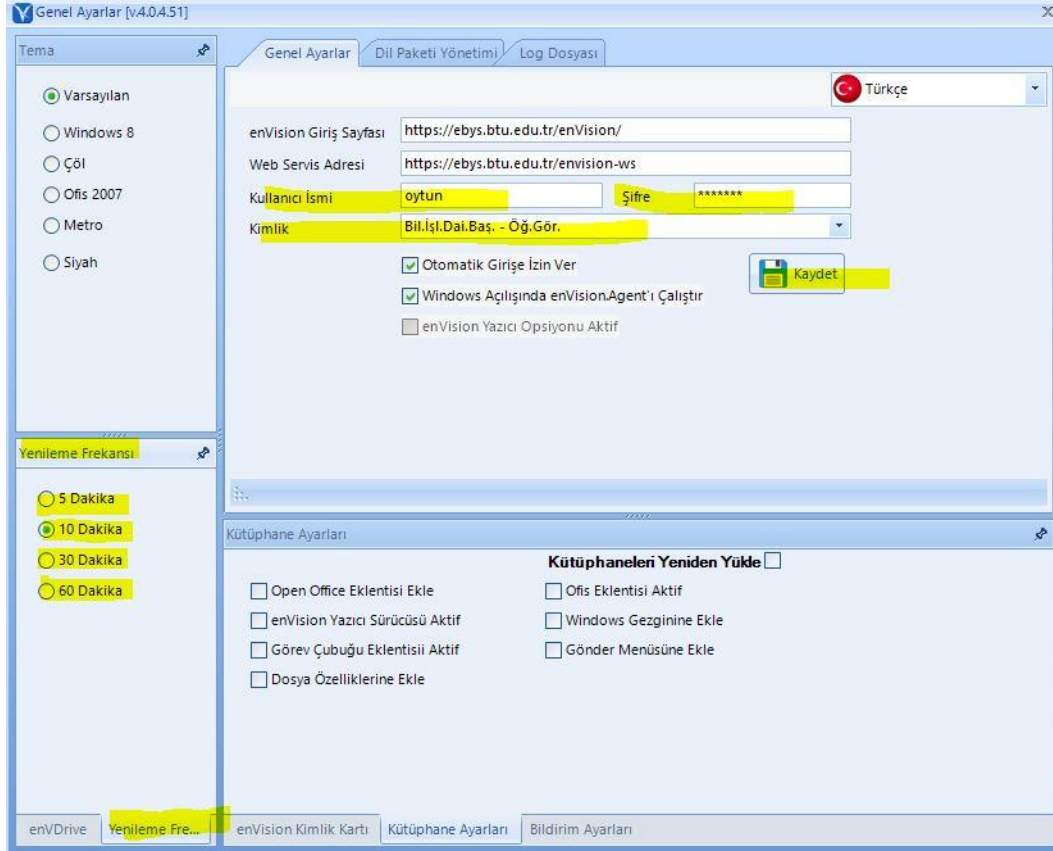 Genel Ayarlar [v.4.0.4.51]
Tema
Varsayılan
Windows 8
Çöl
Ofis 2007
Metro
Siyah
Genel Ayarlar
Dil Paketi Yönetimi
Log Dosyası
Türkçe
enVision Giriş Sayfası https://ebys.btu.edu.tr/enVision/
Web Servis Adresi https://ebys.btu.edu.tr/envision-ws
Kullanıcı İsmi oytun Şifre *******
Kimlik Bil.İşl.Dai.Baş. - Öğ.Gör.
Otomatik Girişe İzin Ver
Kaydet
Windows Açılışında enVision.Agent'ı Çalıştır
enVision Yazıcı Opsiyonu Aktif
Yenileme Frekansı
5 Dakika
10 Dakika
30 Dakika
60 Dakika
Kütüphane Ayarları
Kütüphaneleri Yeniden Yükle
Open Office Eklentisi Ekle Ofis Eklentisi Aktif
enVision Yazıcı Sürücüsü Aktif Windows Gezginine Ekle
Görev Çubuğu Eklentisii Aktif Gönder Menüsüne Ekle
Dosya Özelliklerine Ekle
enVDrive Yenileme Fre... enVision Kimlik Kartı Kütüphane Ayarları Bildirim Ayarları